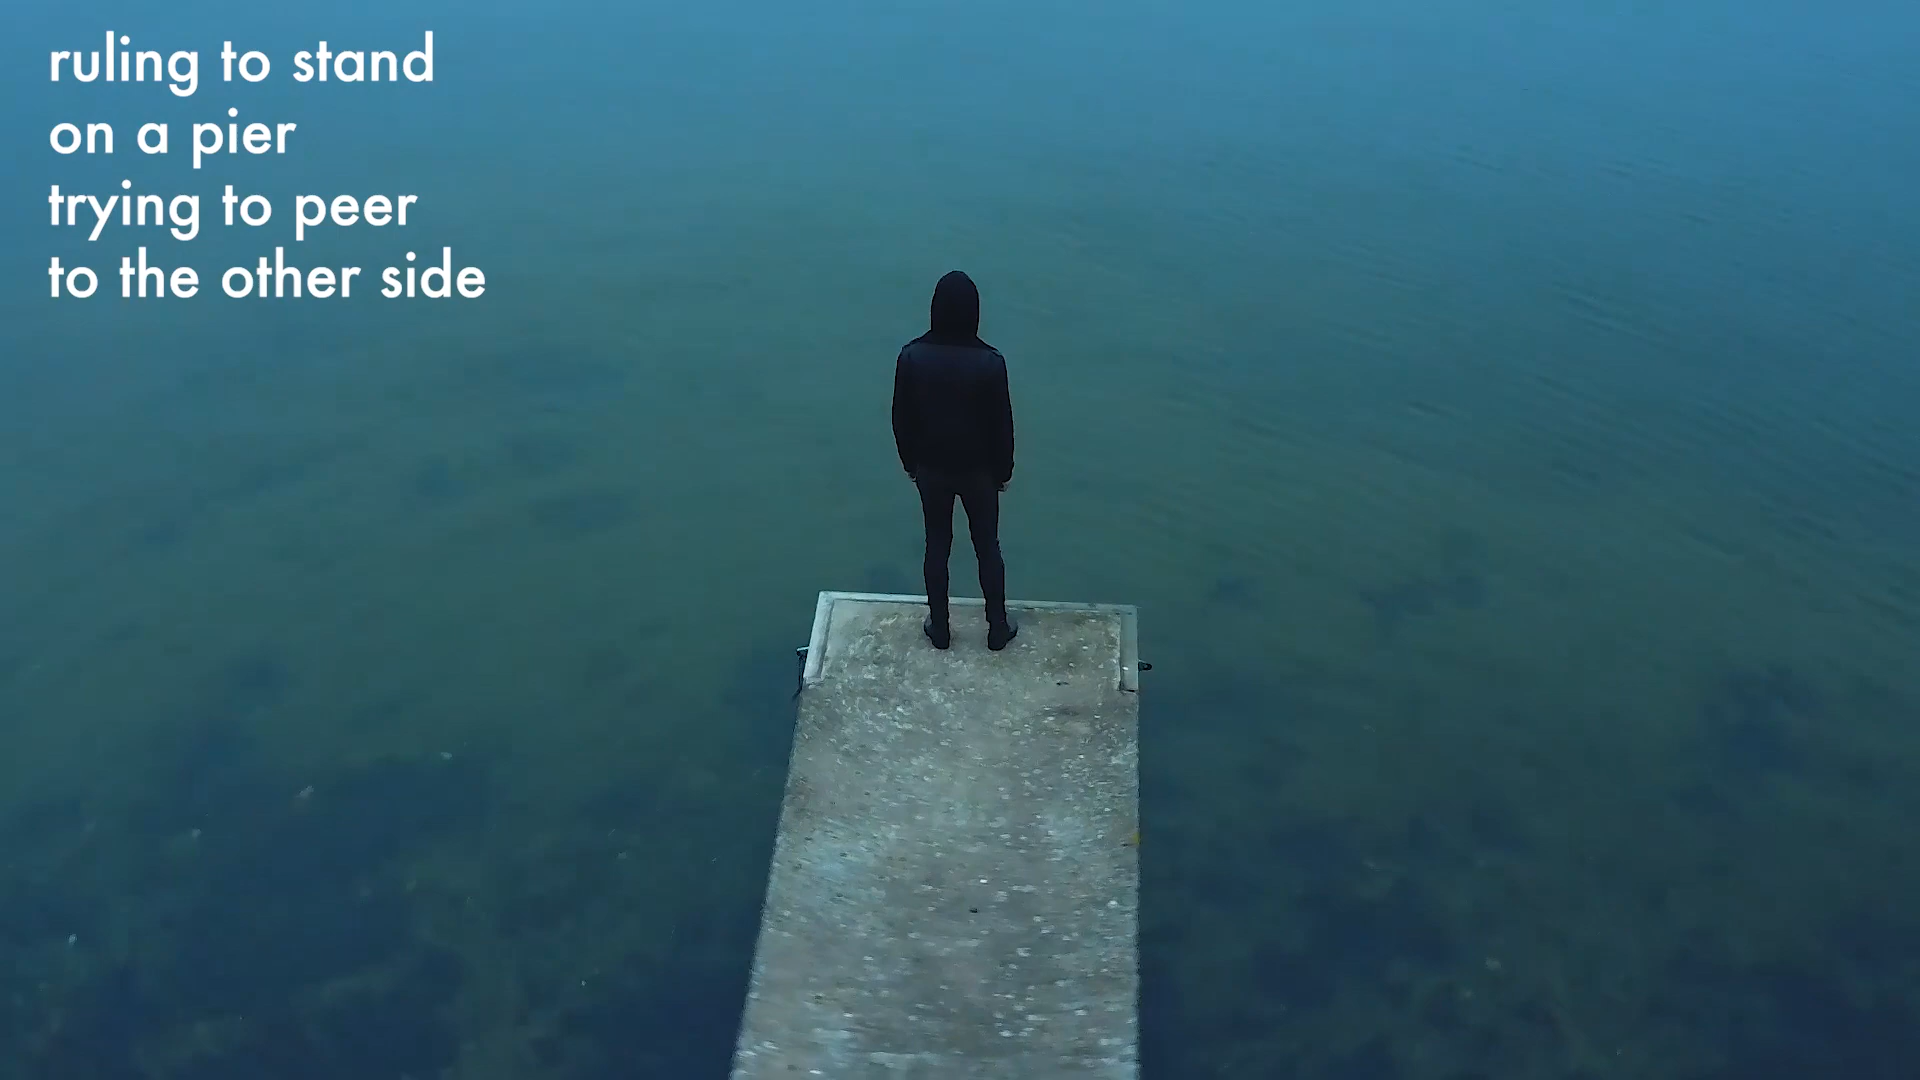 ruling to stand
on a pier
trying to peer
to the other side